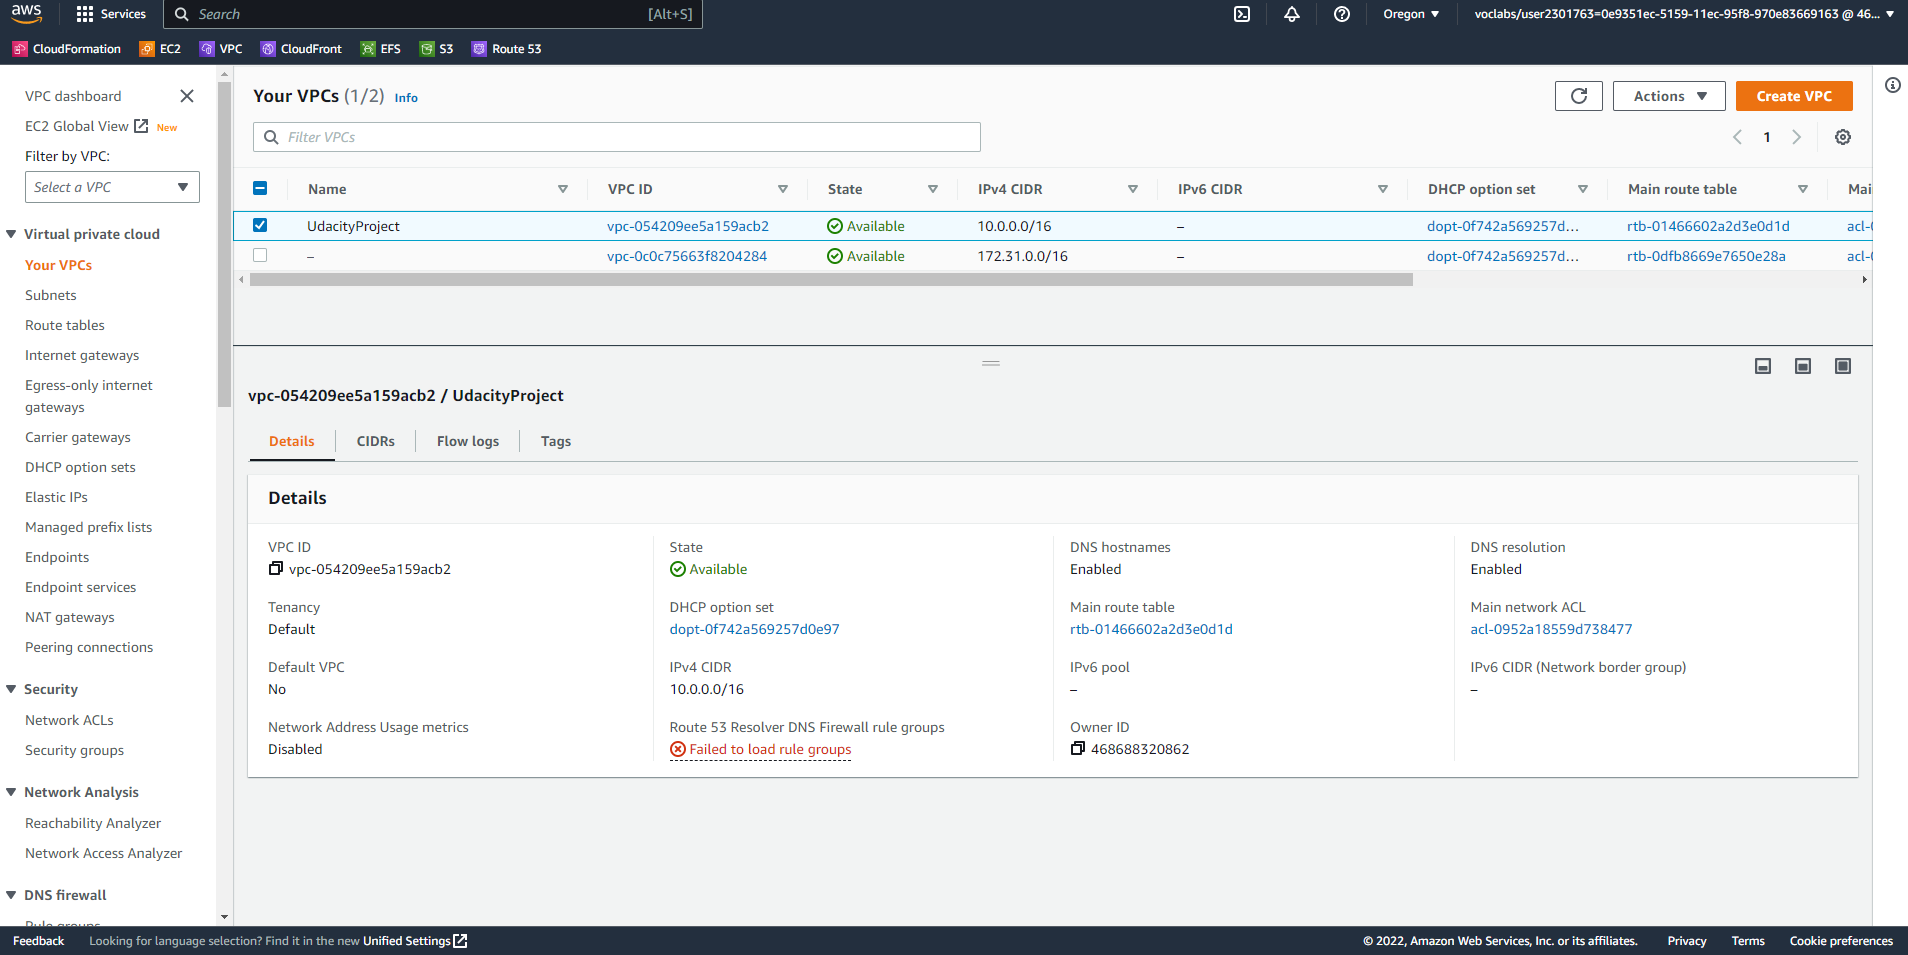 aws Services Search [Alt+S] Oregon voclabs/user2301763=0e9351ec-5159-11ec-95f8-970e83669163 @ 46...
CloudFormation EC2 VPC CloudFront EFS S3 Route 53
VPC dashboard
EC2 Global View New
Filter by VPC:
Select a VPC
Virtual private cloud
Your VPCs
Subnets
Route tables
Internet gateways
Egress-only internet
gateways
Carrier gateways
DHCP option sets
Elastic IPs
Managed prefix lists
Endpoints
Endpoint services
NAT gateways
Peering connections
Security
Network ACLs
Security groups
Network Analysis
Reachability Analyzer
Network Access Analyzer
DNS firewall
Rule groups
Your VPCs (1/2) Info
Actions Create VPC
Filter VPCs
1
Name VPC ID State IPv4 CIDR IPv6 CIDR DHCP option set Main route table Mai
UdacityProject vpc-054209ee5a159acb2 Available 10.0.0.0/16 – dopt-0f742a569257d... rtb-01466602a2d3e0d1d acl-0
– vpc-0c0c75663f8204284 Available 172.31.0.0/16 – dopt-0f742a569257d... rtb-0dfb8669e7650e28a acl-0
vpc-054209ee5a159acb2 / UdacityProject
Details CIDRs Flow logs Tags
Details
VPC ID
vpc-054209ee5a159acb2
State
Available
DNS hostnames
Enabled
DNS resolution
Enabled
Tenancy
Default
DHCP option set
dopt-0f742a569257d0e97
Main route table
rtb-01466602a2d3e0d1d
Main network ACL
acl-0952a18559d738477
Default VPC
No
IPv4 CIDR
10.0.0.0/16
IPv6 pool
–
IPv6 CIDR (Network border group)
–
Network Address Usage metrics
Disabled
Route 53 Resolver DNS Firewall rule groups
Failed to load rule groups
Owner ID
468688320862
Feedback Looking for language selection? Find it in the new Unified Settings © 2022, Amazon Web Services, Inc. or its affiliates. Privacy Terms Cookie preferences